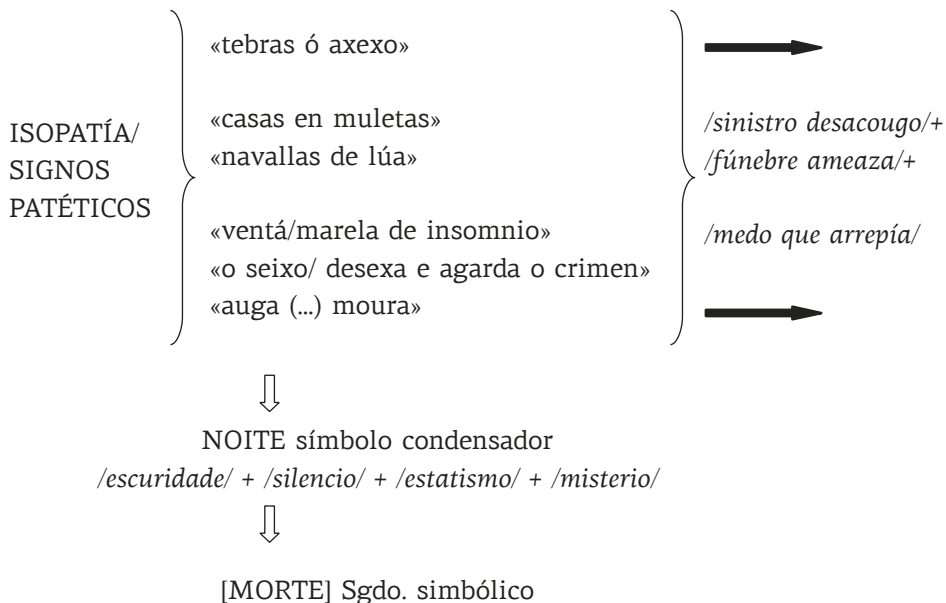 ISOPATÍA/
SIGNOS
PATÉTICOS
«tebras ó axexo»
«casas en muletas»
«navallas de lúa»
«ventá/marela de insomnio»
«o seixo/ desexa e agarda o crimen»
«auga (...) moura»
/sinistro desacougo/+
/fúnebre ameaza/+
/medo que arrepía/
NOITE símbolo condensador
/escuridade/ + /silencio/ + /estatismo/ + /misterio/
[MORTE] Sgdo. simbólico